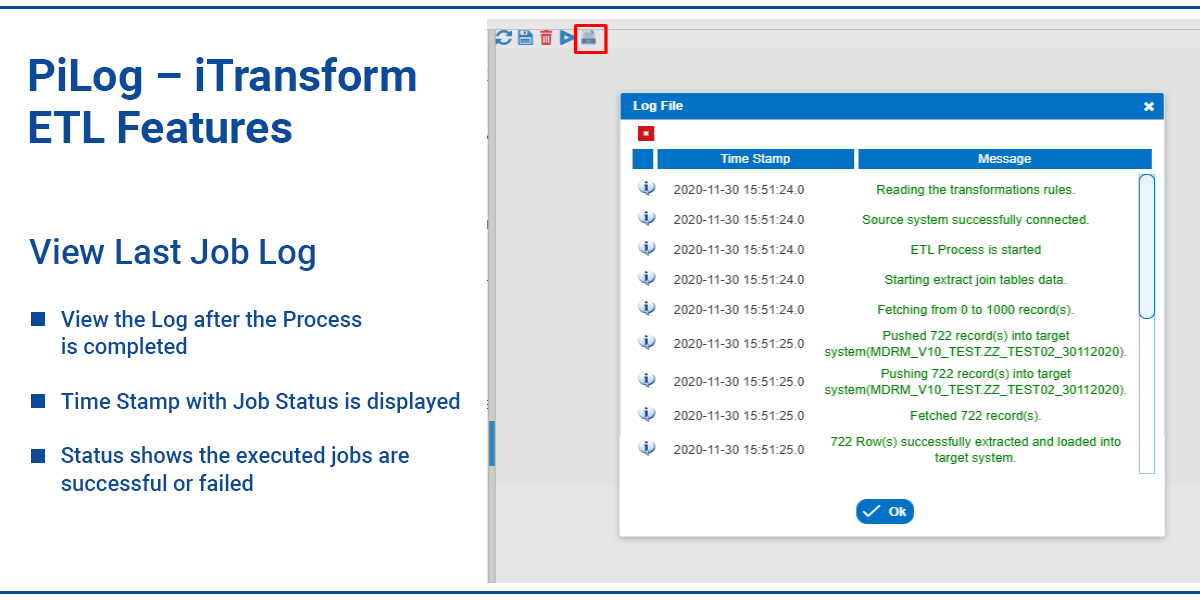 PiLog – iTransform
ETL Features
View Last Job Log
View the Log after the Process
is completed
Time Stamp with Job Status is displayed
Status shows the executed jobs are
successful or failed
Log File
Time Stamp Message
2020-11-30 15:51:24.0 Reading the transformations rules.
2020-11-30 15:51:24.0 Source system successfully connected.
2020-11-30 15:51:24.0 ETL Process is started
2020-11-30 15:51:24.0 Starting extract join tables data.
2020-11-30 15:51:24.0 Fetching from 0 to 1000 record(s).
2020-11-30 15:51:25.0 Pushed 722 record(s) into target
system(MDRM_V10_TEST.ZZ_TEST02_30112020).
2020-11-30 15:51:25.0 Pushing 722 record(s) into target
system(MDRM_V10_TEST.ZZ_TEST02_30112020).
2020-11-30 15:51:25.0 Fetched 722 record(s).
2020-11-30 15:51:25.0 722 Row(s) successfully extracted and loaded into
target system.
Ok